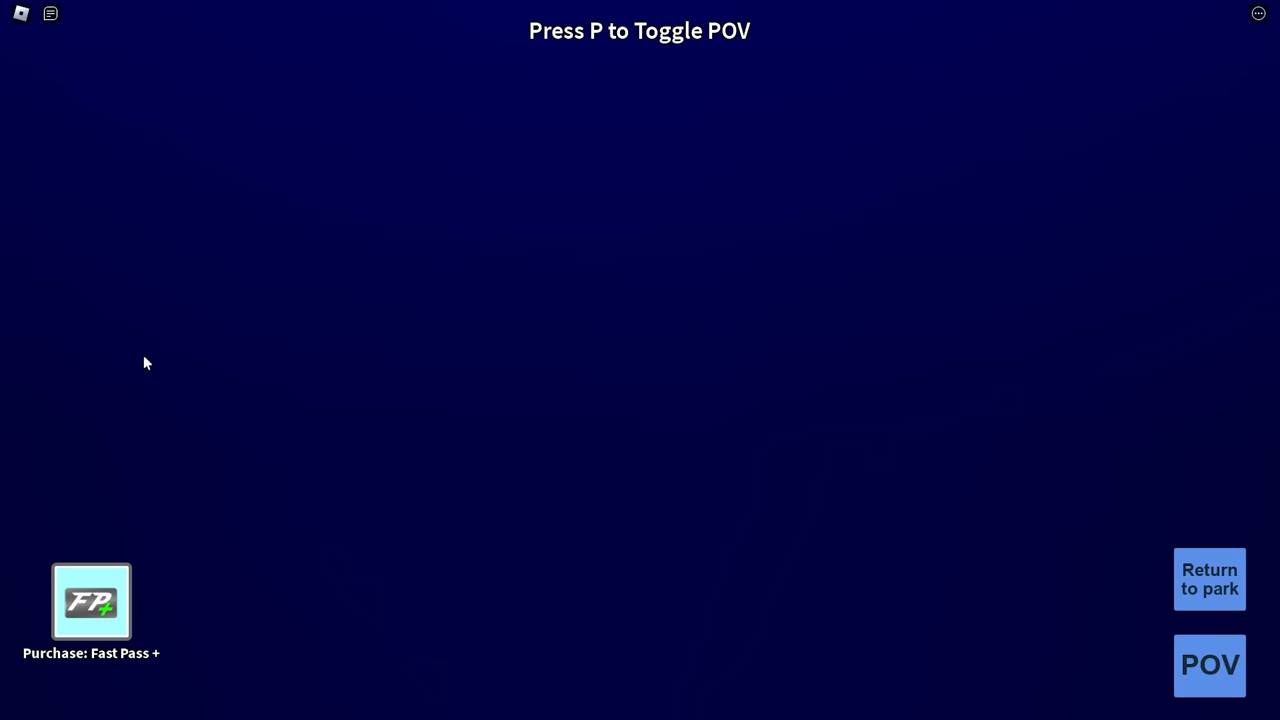 Press P to Toggle POV
FP+
Purchase: Fast Pass +
Return
to park
POV